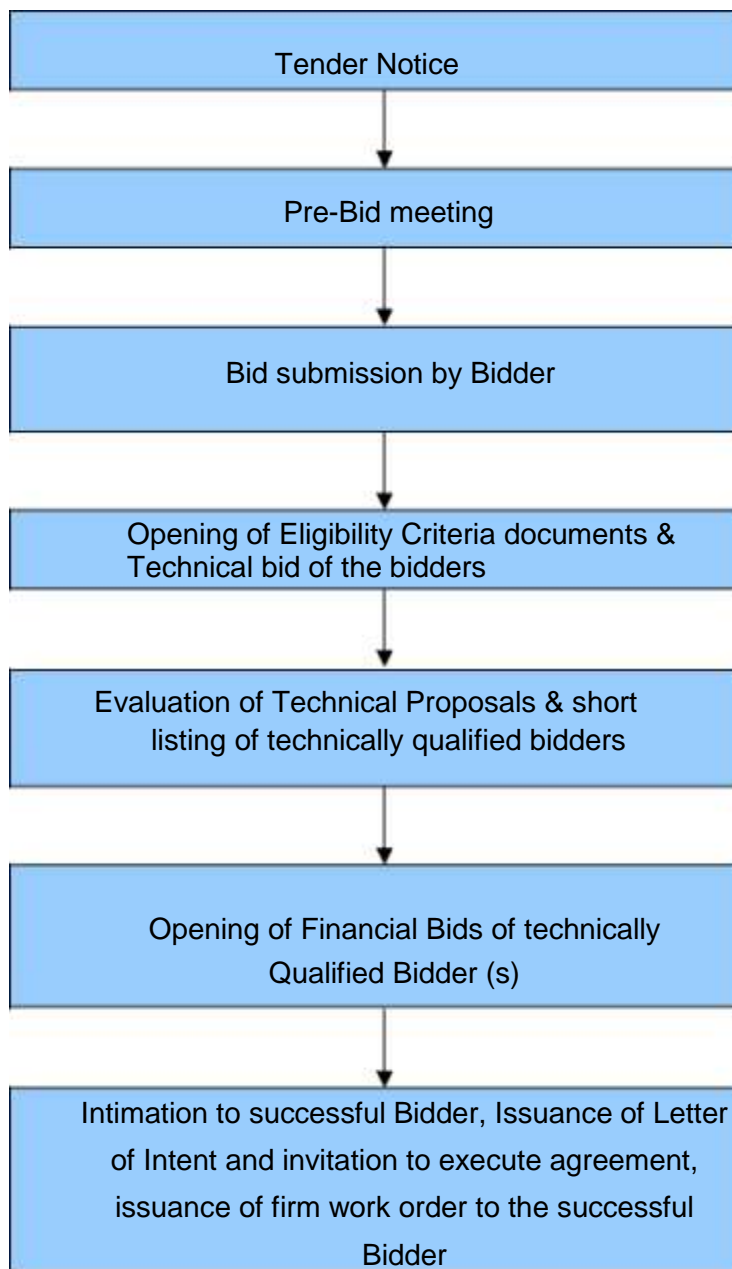 Tender Notice
Pre-Bid meeting
Bid submission by Bidder
Opening of Eligibility Criteria documents &
Technical bid of the bidders
Evaluation of Technical Proposals & short
listing of technically qualified bidders
Opening of Financial Bids of technically
Qualified Bidder (s)
Intimation to successful Bidder, Issuance of Letter
of Intent and invitation to execute agreement,
issuance of firm work order to the successful
Bidder